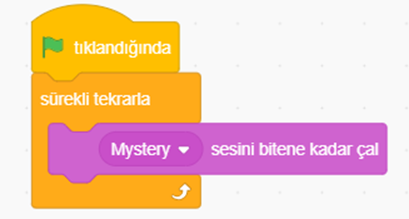 tıklandığında
sürekli tekrarla
Mystery sesini bitene kadar çal